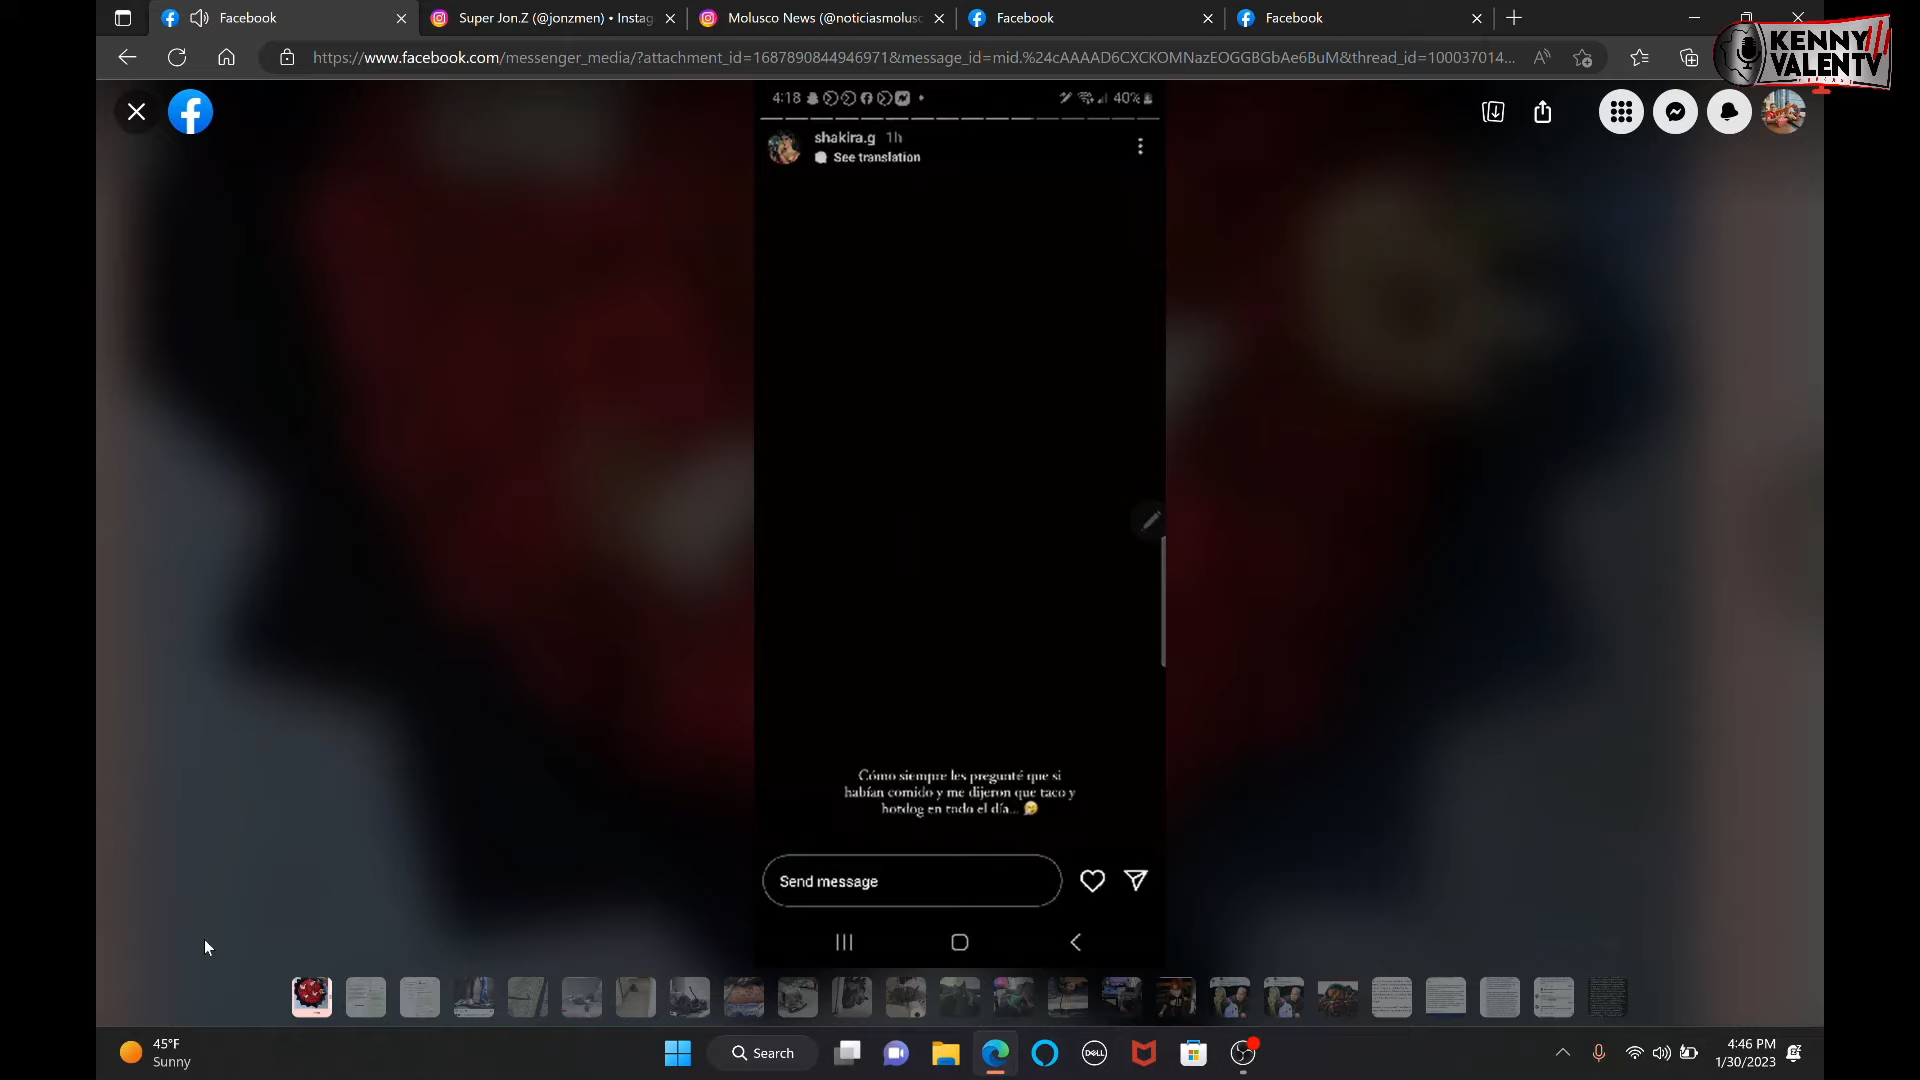 Facebook
Super Jon.Z (@jonzmen) • Instag
Molusco News (@noticiasmolusc
Facebook
Facebook
https://www.facebook.com/messenger_media/?attachment_id=1687890844946971&message_id=mid.%24cAAAAD6CXCKOMNazEOGGBGbAe6BuM&thread_id=100037014...
KENNY
VALENTV
PODCAST
4:18
40%
shakira.g 1h
See translation
Cómo siempre les pregunté que si
habían comido y me dijeron que taco y
hotdog en todo el día...
Send message
45°F
Sunny
Search
DELL
4:46 PM
1/30/2023